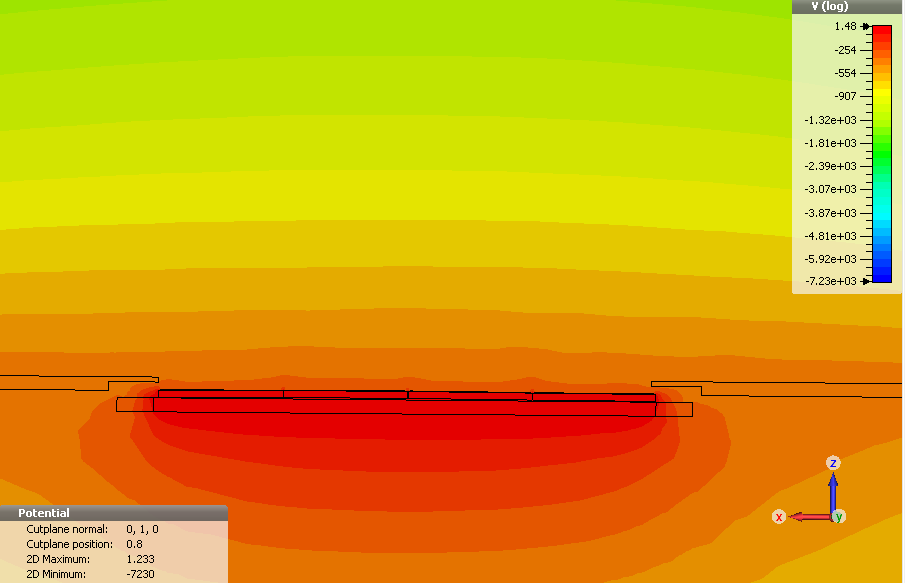 V (log)
1.48
-254
-554
-907
-1.32e+03
-1.81e+03
-2.39e+03
-3.07e+03
-3.87e+03
-4.81e+03
-5.92e+03
-7.23e+03
z
x
y
Potential
Cutplane normal: 0, 1, 0
Cutplane position: 0.8
2D Maximum: 1.233
2D Minimum: -7230